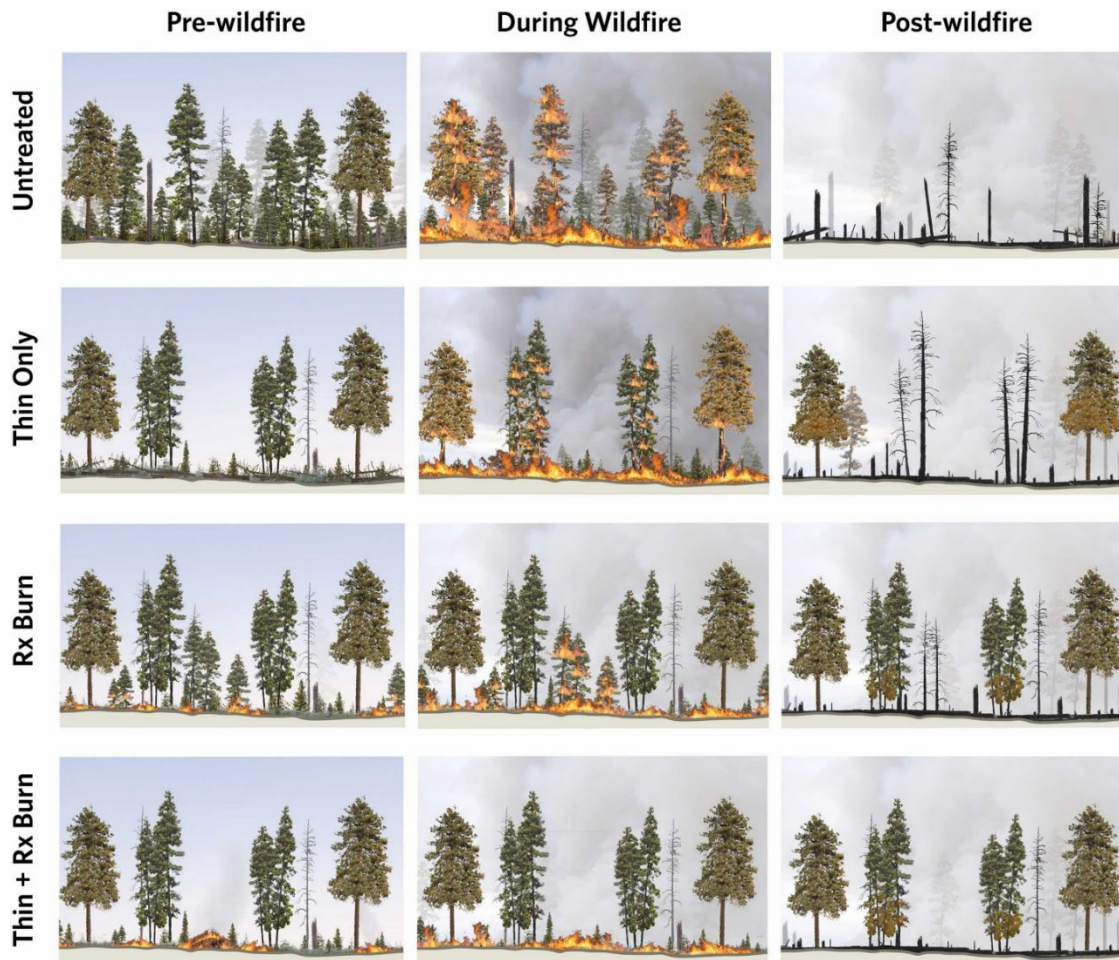 Pre-wildfire
During Wildfire
Post-wildfire
Untreated
Thin Only
Rx Burn
Thin + Rx Burn